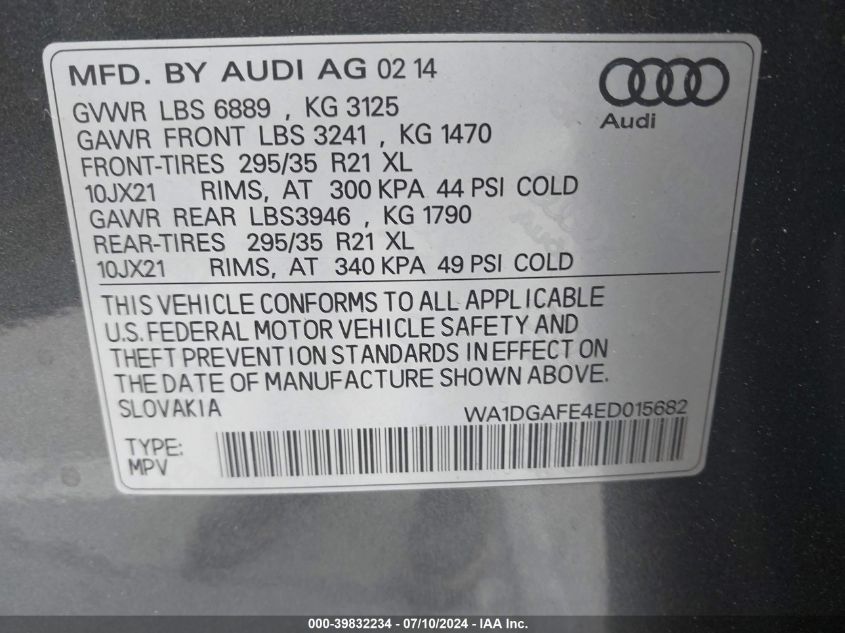 MFD. BY AUDI AG 02 14
Audi
GVWR LBS 6889 , KG 3125
GAWR FRONT LBS 3241 , KG 1470
FRONT-TIRES 295/35 R21 XL
10JX21 RIMS, AT 300 KPA 44 PSI COLD
GAWR REAR LBS3946 , KG 1790
REAR-TIRES 295/35 R21 XL
10JX21 RIMS, AT 340 KPA 49 PSI COLD
THIS VEHICLE CONFORMS TO ALL APPLICABLE
U.S. FEDERAL MOTOR VEHICLE SAFETY AND
THEFT PREVENTION STANDARDS IN EFFECT ON
THE DATE OF MANUFACTURE SHOWN ABOVE.
SLOVAKIA WA1DGAFE4ED015682
TYPE:
MPV
000-39832234 - 07/10/2024 - IAA Inc.